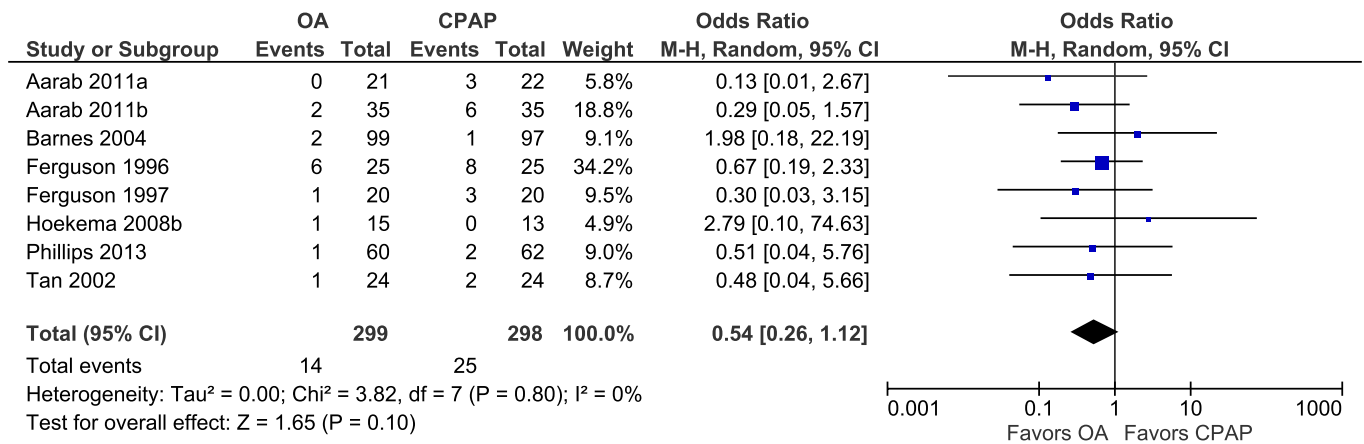 OA CPAP Odds Ratio Odds Ratio
Study or Subgroup Events Total Events Total Weight M-H, Random, 95% CI M-H, Random, 95% CI
Aarab 2011a 0 21 3 22 5.8% 0.13 [0.01, 2.67]
Aarab 2011b 2 35 6 35 18.8% 0.29 [0.05, 1.57]
Barnes 2004 2 99 1 97 9.1% 1.98 [0.18, 22.19]
Ferguson 1996 6 25 8 25 34.2% 0.67 [0.19, 2.33]
Ferguson 1997 1 20 3 20 9.5% 0.30 [0.03, 3.15]
Hoekema 2008b 1 15 0 13 4.9% 2.79 [0.10, 74.63]
Phillips 2013 1 60 2 62 9.0% 0.51 [0.04, 5.76]
Tan 2002 1 24 2 24 8.7% 0.48 [0.04, 5.66]
Total (95% CI) 299 298 100.0% 0.54 [0.26, 1.12]
Total events 14 25
Heterogeneity: Tau² = 0.00; Chi² = 3.82, df = 7 (P = 0.80); I² = 0%
Test for overall effect: Z = 1.65 (P = 0.10)
0.001 0.1 1 10 1000
Favors OA Favors CPAP